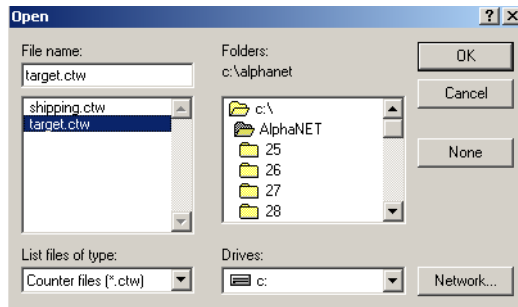 Open
File name:
target.ctw
shipping.ctw
target.ctw
List files of type:
Counter files (*.ctw)
Folders:
c:\alphanet
c:\
AlphaNET
25
26
27
28
Drives:
c:
OK
Cancel
None
Network...